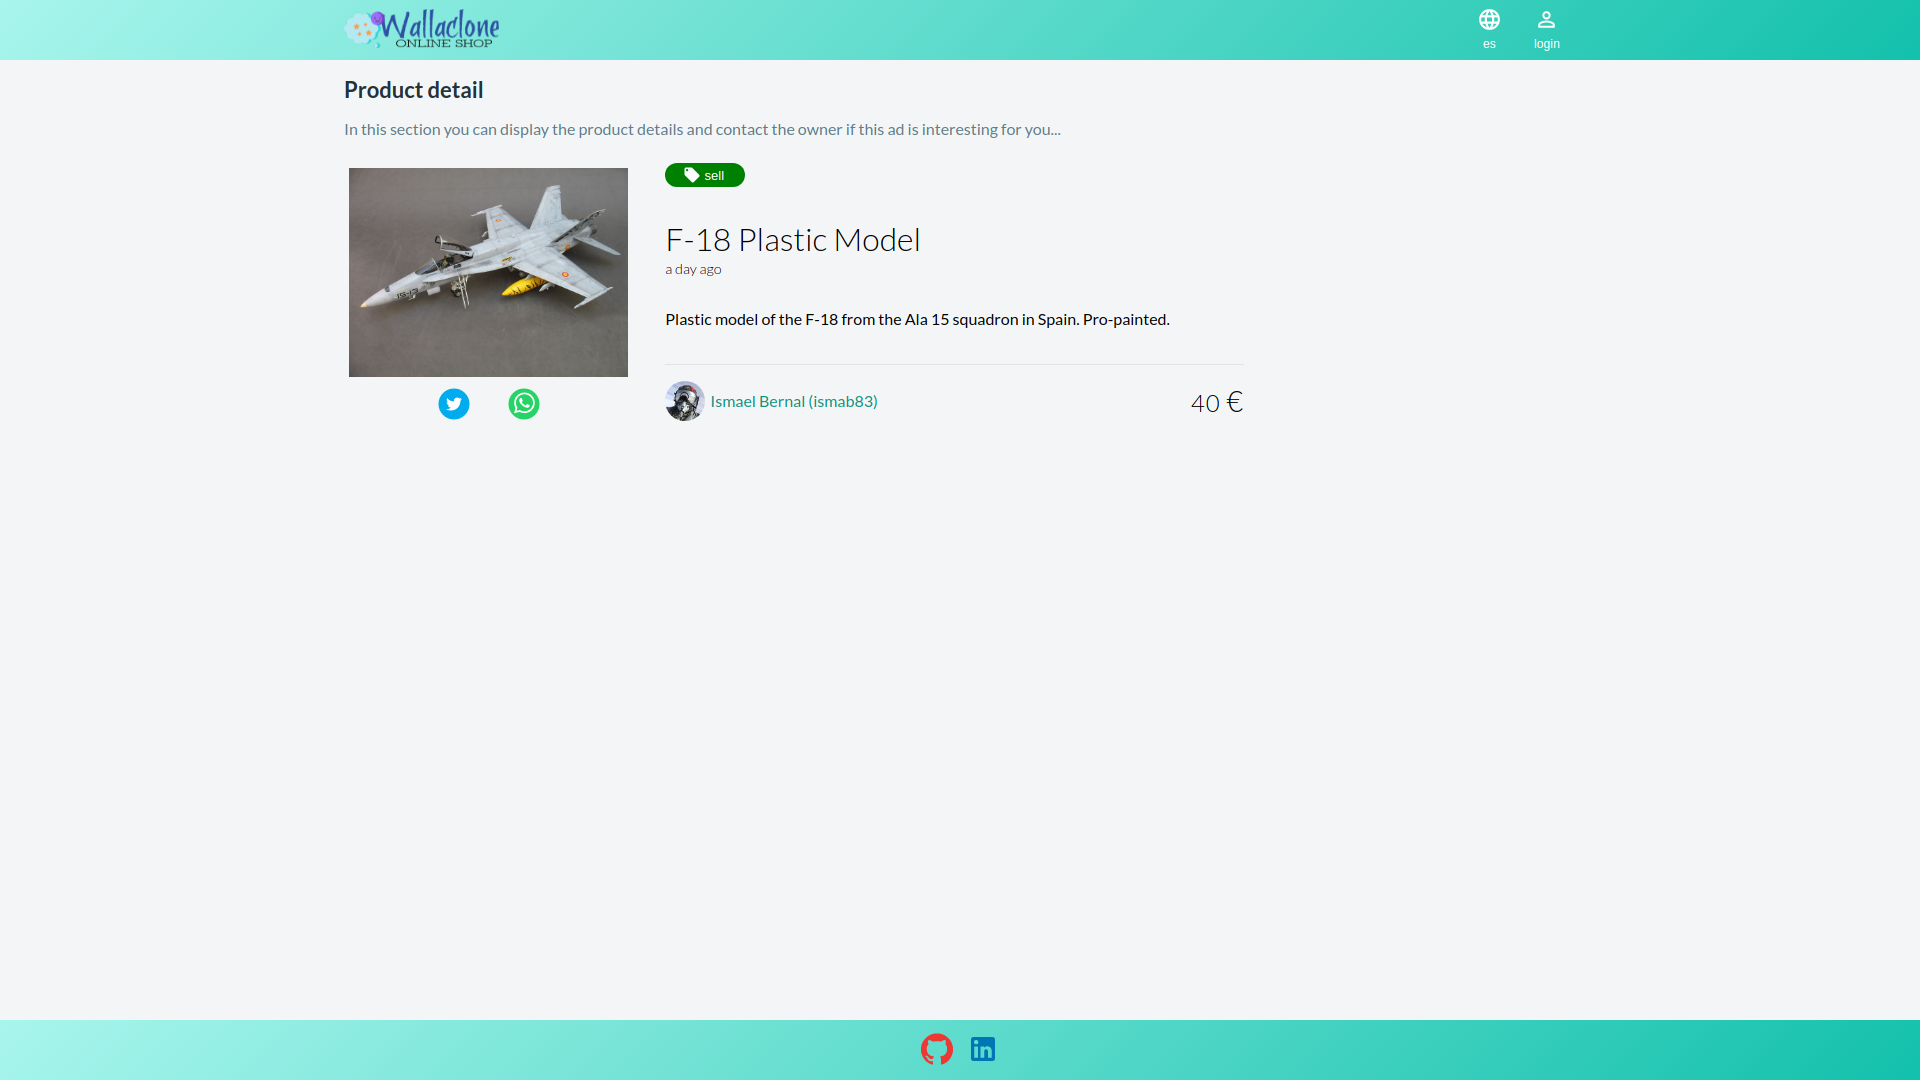 Wallaclone
ONLINE SHOP
es
login
Product detail
In this section you can display the product details and contact the owner if this ad is interesting for you...
sell
F-18 Plastic Model
a day ago
15-13
Plastic model of the F-18 from the Ala 15 squadron in Spain. Pro-painted.
Ismael Bernal (ismab83)
40 €